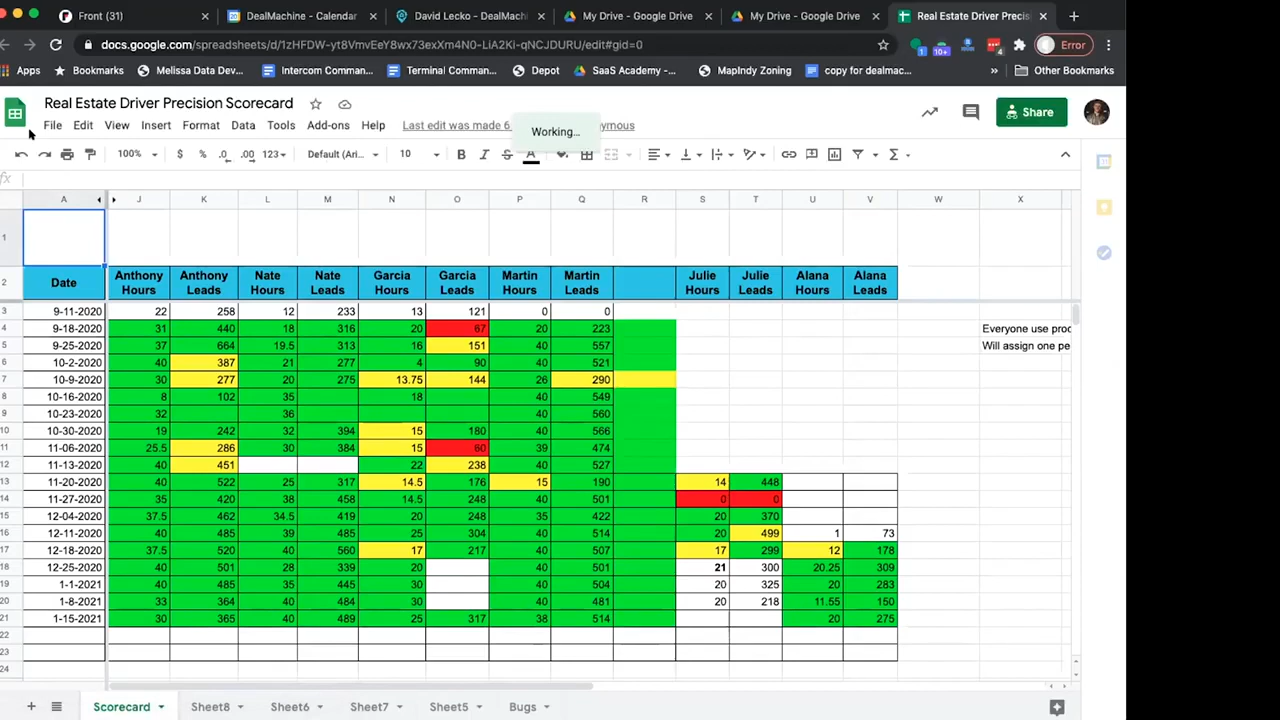 Front (31) DealMachine - Calendar David Lecko - DealMachi My Drive - Google Drive My Drive - Google Drive Real Estate Driver Precisi
docs.google.com/spreadsheets/d/1zHFDW-yt8VmvEeY8wx73exXm4N0-LiA2Ki-qNCJDURU/edit#gid=0 1 10+ 4 Error
Apps Bookmarks Melissa Data Dev... Intercom Comman... Terminal Comman... Depot SaaS Academy -... MapIndy Zoning copy for dealmac... » Other Bookmarks
Real Estate Driver Precision Scorecard Share
File Edit View Insert Format Data Tools Add-ons Help Last edit was made 6 Working... ymous
100% $ % .0 .00 123 Default (Ari... 10 B I S A
fx
A J K L M N O P Q R S T U V W X
1
2 Date Anthony Hours Anthony Leads Nate Hours Nate Leads Garcia Hours Garcia Leads Martin Hours Martin Leads Julie Hours Julie Leads Alana Hours Alana Leads
3 9-11-2020 22 258 12 233 13 121 0 0
4 9-18-2020 31 440 18 316 20 67 20 223 Everyone use proc
5 9-25-2020 37 664 19.5 313 16 151 40 557 Will assign one pe
6 10-2-2020 40 387 21 277 4 90 40 521
7 10-9-2020 30 277 20 275 13.75 144 26 290
8 10-16-2020 8 102 35 18 40 549
9 10-23-2020 32 36 40 560
10 10-30-2020 19 242 32 394 15 180 40 566
11 11-06-2020 25.5 286 30 384 15 60 39 474
12 11-13-2020 40 451 22 238 40 527
13 11-20-2020 40 522 25 317 14.5 176 15 190 14 448
14 11-27-2020 35 420 38 458 14.5 248 40 501 0 0
15 12-04-2020 37.5 462 34.5 419 20 248 35 422 20 370
16 12-11-2020 40 485 39 485 25 304 40 514 20 499 1 73
17 12-18-2020 37.5 520 40 560 17 217 40 507 17 299 12 178
18 12-25-2020 40 501 28 339 20 40 501 21 300 20.25 309
19 1-1-2021 40 485 35 445 30 40 504 20 325 20 283
20 1-8-2021 33 364 40 484 30 40 481 20 218 11.55 150
21 1-15-2021 30 365 40 489 25 317 38 514 20 275
22
23
24
Scorecard Sheet8 Sheet6 Sheet7 Sheet5 Bugs